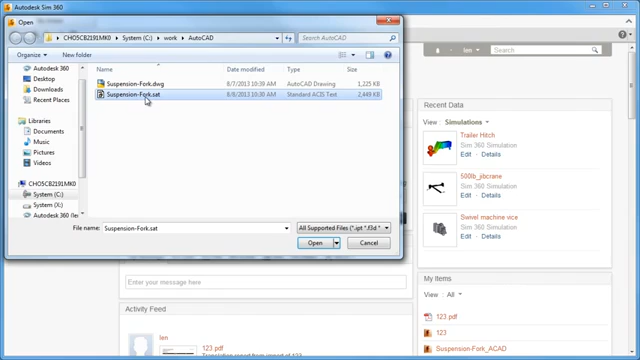 Autodesk Sim 360
Open
CHO5CB2191MK0 ▸ System (C:) ▸ work ▸ AutoCAD
Search AutoCAD
Organize
New folder
Name
Date modified
Type
Size
Autodesk 360
Desktop
Downloads
Recent Places
Libraries
Documents
Music
Pictures
Videos
CHO5CB2191MK0
System (C:)
System (X:)
Autodesk 360 (len
Suspension-Fork.dwg 8/7/2013 10:39 AM AutoCAD Drawing 1,225 KB
Suspension-Fork.sat 8/8/2013 10:30 AM Standard ACIS Text 2,449 KB
File name: Suspension-Fork.sat
All Supported Files (*.ipt *.f3d *
Open
Cancel
len
Recent Data
View Simulations
Trailer Hitch
Sim 360 Simulation
Edit Details
500lb_jibcrane
Sim 360 Simulation
Edit Details
Swivel machine vice
Sim 360 Simulation
Edit Details
My Items
View : All
123.pdf
123
Suspension-Fork_ACAD
Enter your message here
Activity Feed
len
123.pdf